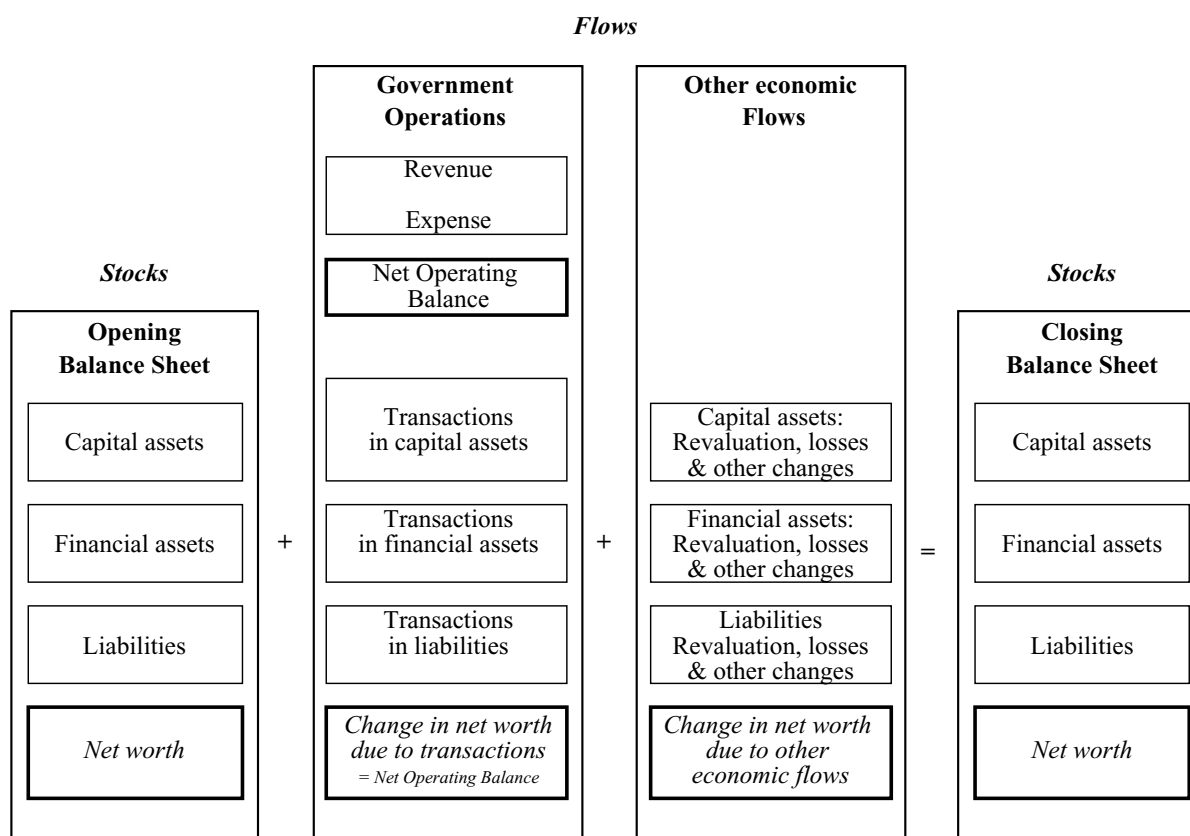 Flows
Government
Operations
Revenue
Expense
Net Operating
Balance
Other economic
Flows
Stocks
Opening
Balance Sheet
Capital assets
Financial assets
Liabilities
Net worth
+
Transactions
in capital assets
Transactions
in financial assets
Transactions
in liabilities
Change in net worth
due to transactions
= Net Operating Balance
+
Capital assets:
Revaluation, losses
& other changes
Financial assets:
Revaluation, losses
& other changes
Liabilities
Revaluation, losses
& other changes
Change in net worth
due to other
economic flows
=
Stocks
Closing
Balance Sheet
Capital assets
Financial assets
Liabilities
Net worth